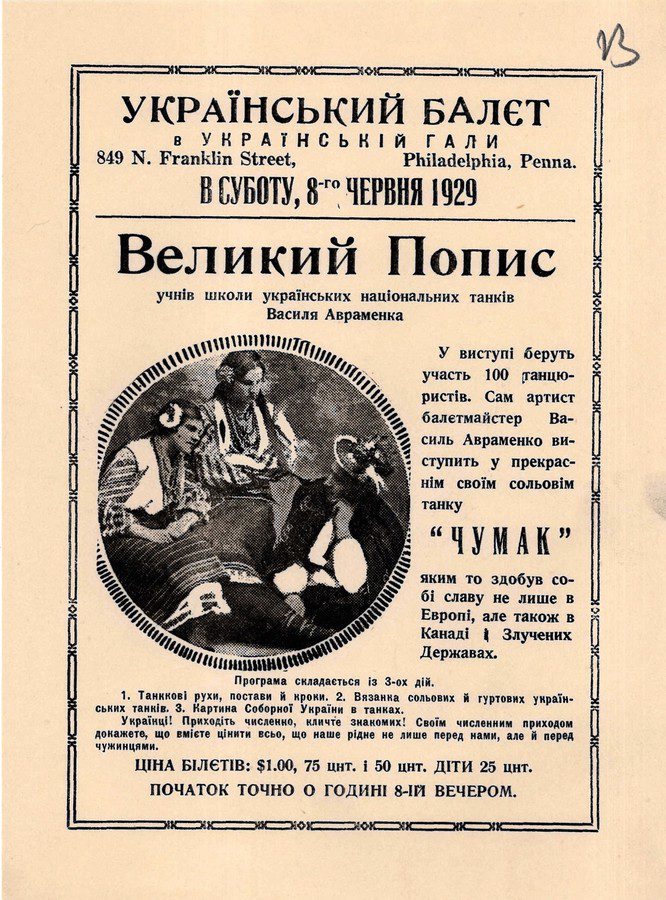 УКРАЇНСЬКИЙ БАЛЄТ
в УКРАЇНСЬКІЙ ГАЛИ
849 N. Franklin Street, Philadelphia, Penna.
В СУБОТУ, 8-го ЧЕРВНЯ 1929
Великий Попис
учнів школи українських національних танків
Василя Авраменка
У виступі беруть
участь 100 танцю-
ристів. Сам артист
балєтмайстер Ва-
силь Авраменко ви-
ступить у прекрас-
нім своїм сольовім
танку
"ЧУМАК"
яким то здобув со-
бі славу не лише в
Европі, але також в
Канаді і Злучених
Державах.
Програма складається із 3-ох дій.
1. Танкові рухи, постави й кроки. 2. Вязанка сольових й гуртових україн-
ських танків. 3. Картина Соборної України в танках.
Українці! Приходіть численно, кличте знакомих! Своїм численним приходом
докажете, що вмієте цінити всьо, що наше рідне не лише перед нами, але й перед
чужинцями.
ЦІНА БІЛЄТІВ: $1.00, 75 цнт. і 50 цнт. ДІТИ 25 цнт.
ПОЧАТОК ТОЧНО О ГОДИНІ 8-ІЙ ВЕЧЕРОМ.